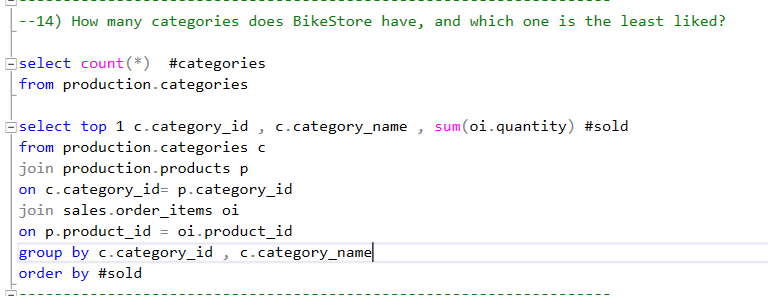 --14) How many categories does BikeStore have, and which one is the least liked?
select count(*)  #categories
from production.categories
select top 1 c.category_id , c.category_name , sum(oi.quantity) #sold
from production.categories c
join production.products p
on c.category_id= p.category_id
join sales.order_items oi
on p.product_id = oi.product_id
group by c.category_id , c.category_name
order by #sold